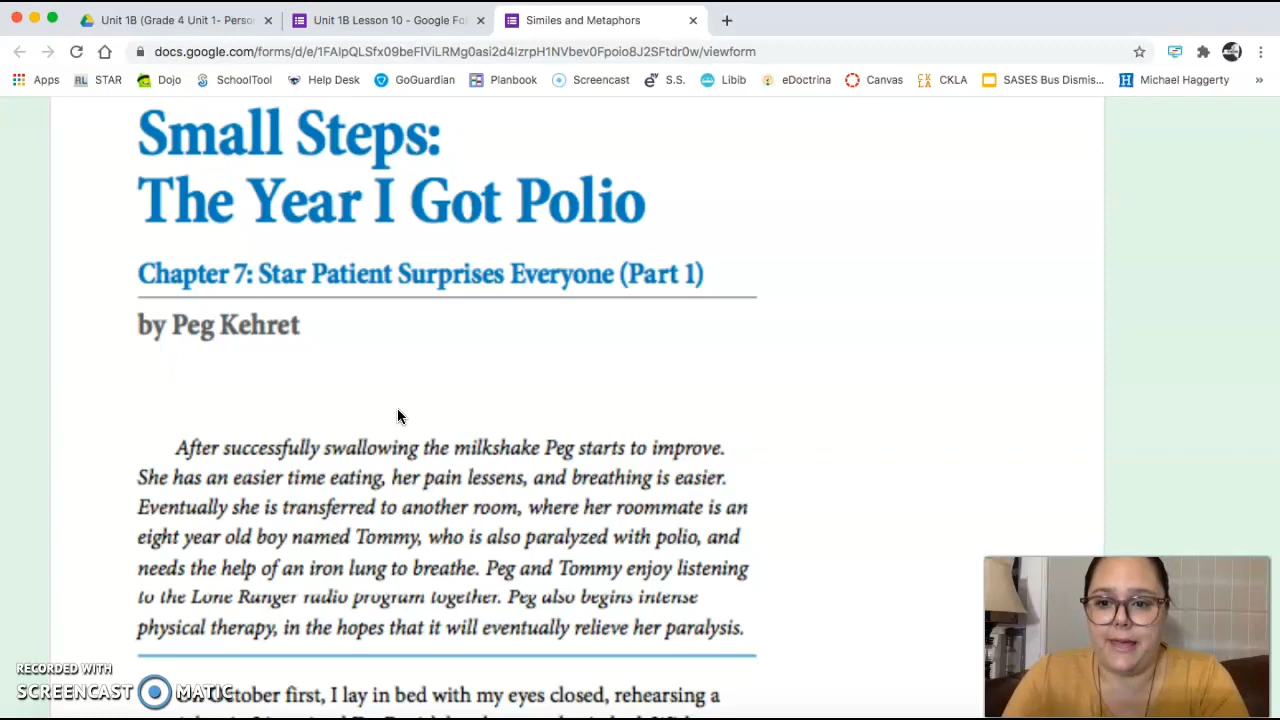 Unit 1B (Grade 4 Unit 1- Perso
Unit 1B Lesson 10 - Google Fo
Similes and Metaphors
docs.google.com/forms/d/e/1FAIpQLSfx09beFlViLRMg0asi2d4lzrpH1NVbev0Fpoio8J2SFtdr0w/viewform
Apps
RL STAR
Dojo
SchoolTool
Help Desk
GoGuardian
Planbook
Screencast
S.S.
Libib
eDoctrina
Canvas
CKLA
SASES Bus Dismis...
Michael Haggerty
»
Small Steps:
The Year I Got Polio
Chapter 7: Star Patient Surprises Everyone (Part 1)
by Peg Kehret
After successfully swallowing the milkshake Peg starts to improve.
She has an easier time eating, her pain lessens, and breathing is easier.
Eventually she is transferred to another room, where her roommate is an
eight year old boy named Tommy, who is also paralyzed with polio, and
needs the help of an iron lung to breathe. Peg and Tommy enjoy listening
to the Lone Ranger radio program together. Peg also begins intense
physical therapy, in the hopes that it will eventually relieve her paralysis.
October first, I lay in bed with my eyes closed, rehearsing a
RECORDED WITH
SCREENCAST MATIC